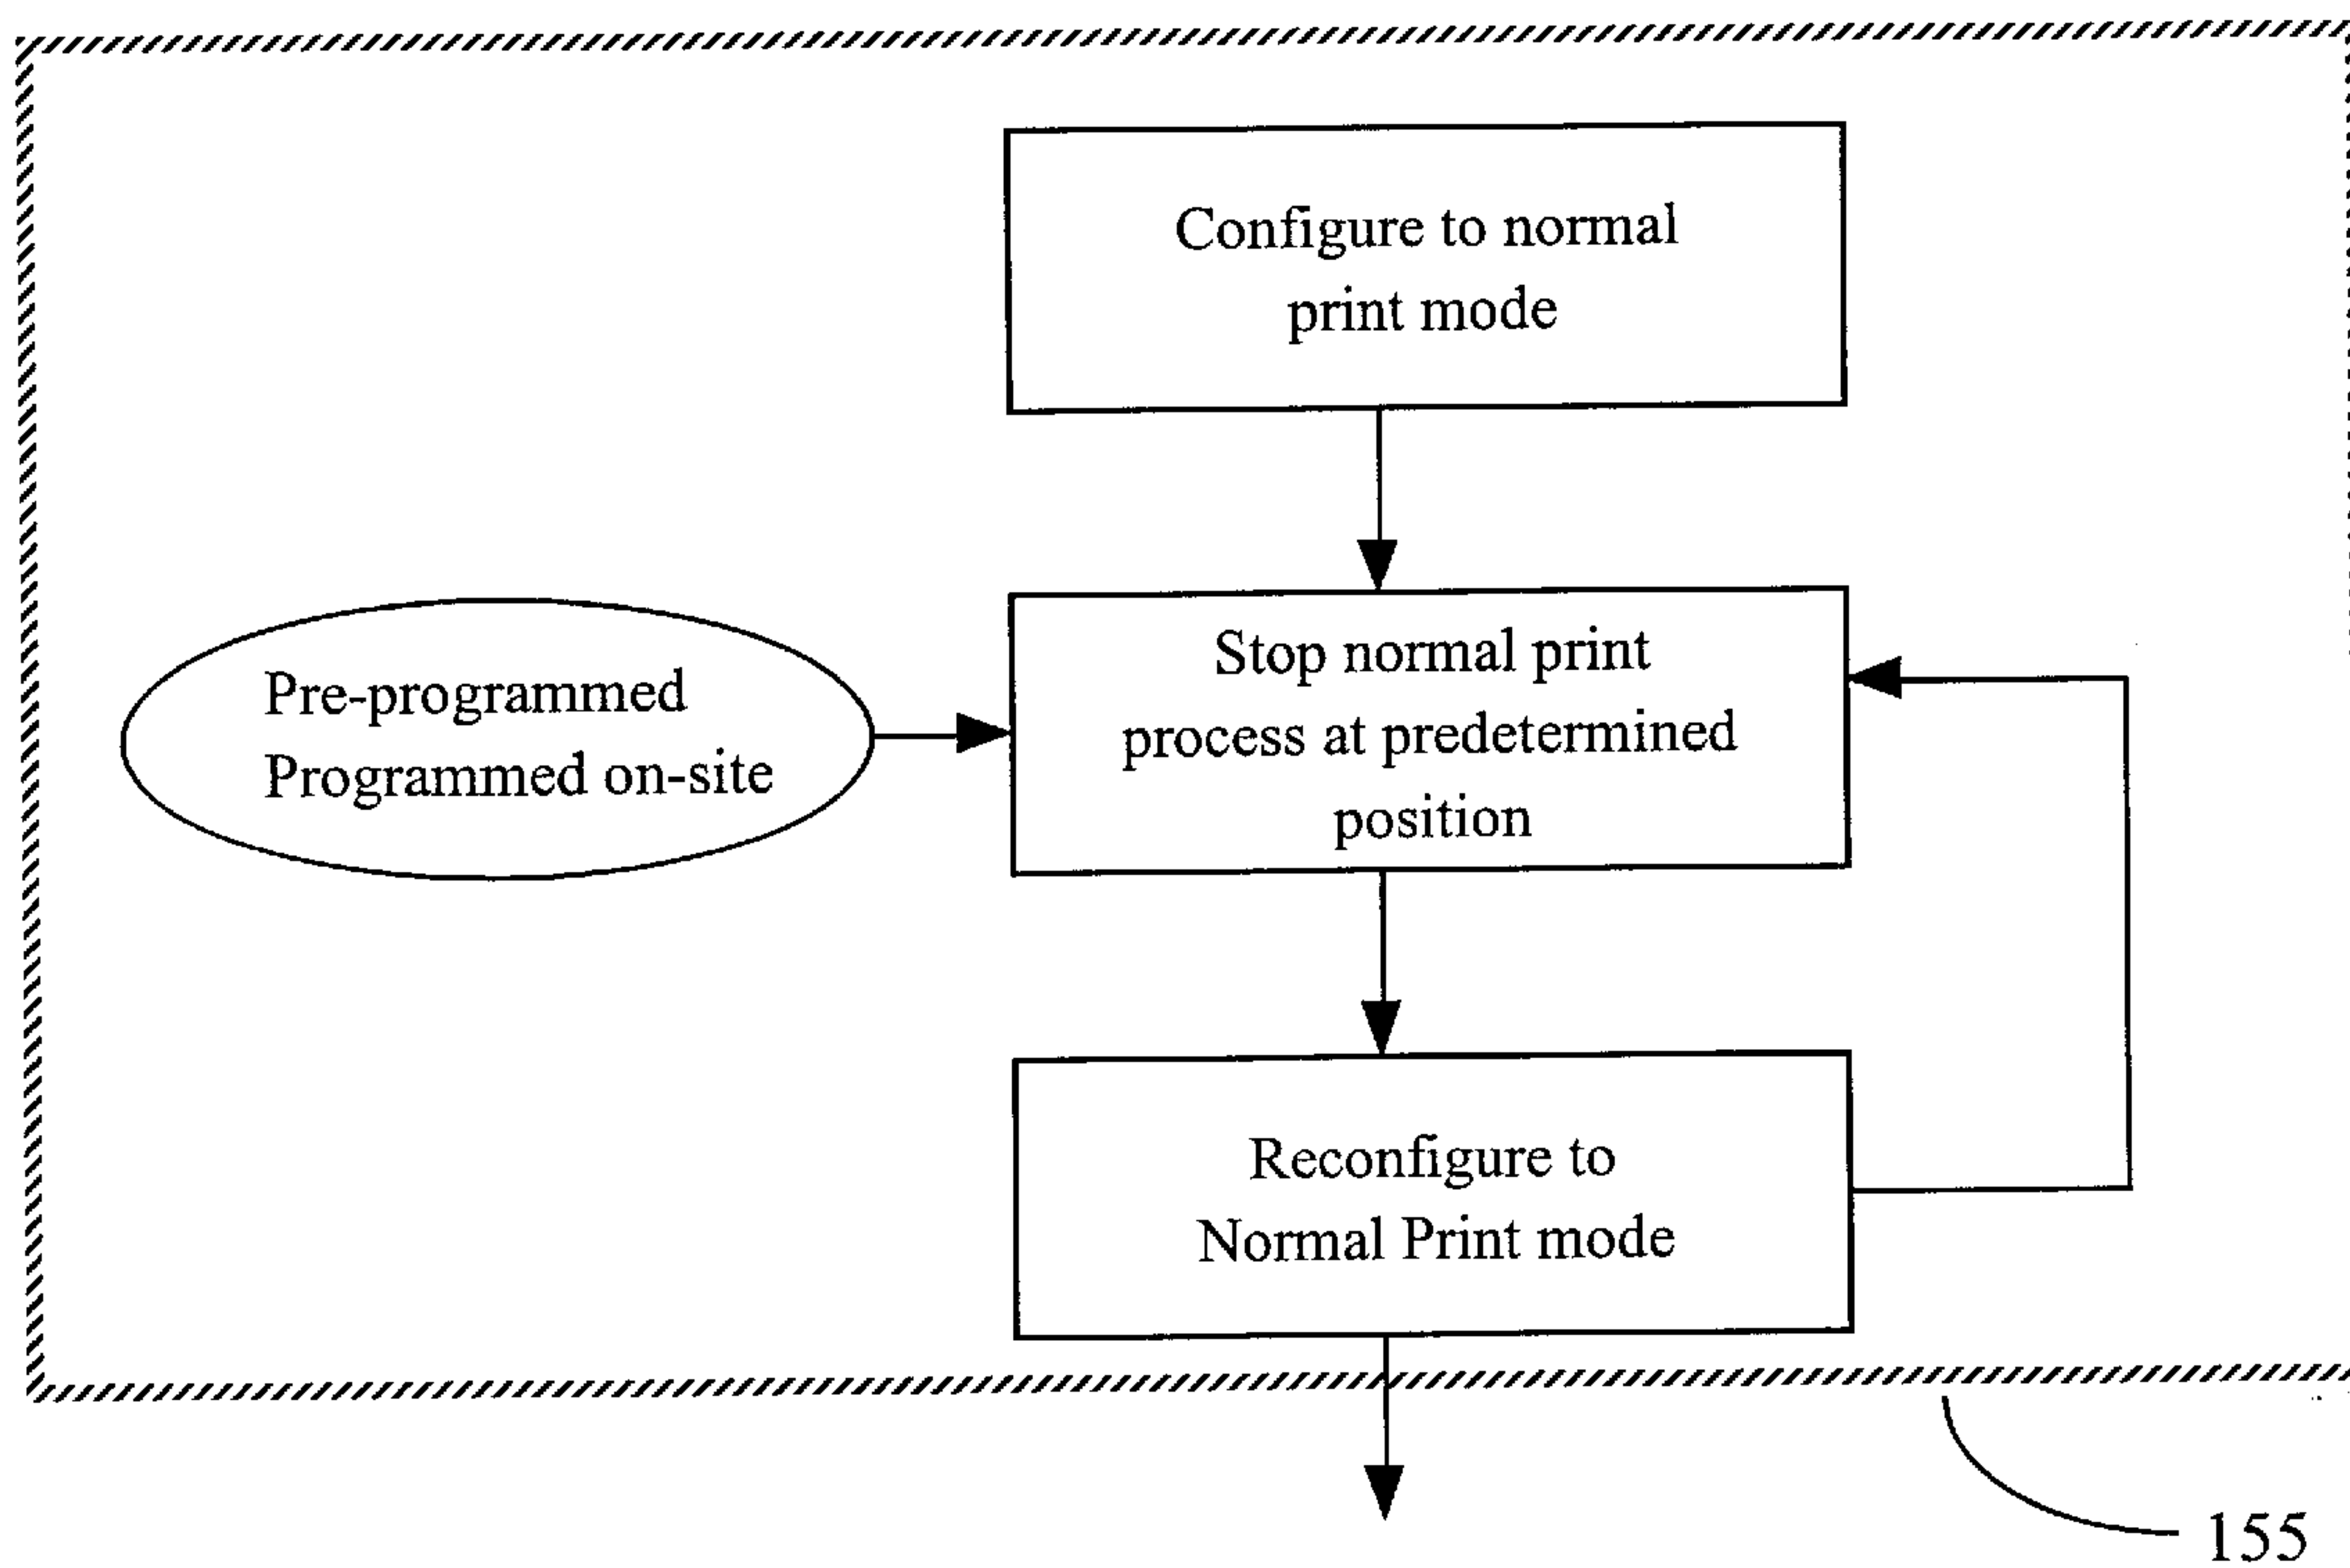 Configure to normal
print mode
Pre-programmed
Programmed on-site
Stop normal print
process at predetermined
position
Reconfigure to
Normal Print mode
155